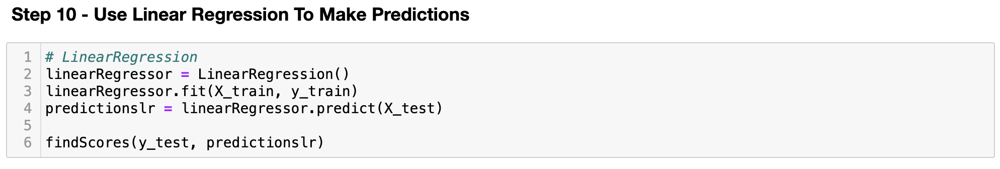 Step 10 - Use Linear Regression To Make Predictions
1 # LinearRegression
2 linearRegressor = LinearRegression()
3 linearRegressor.fit(X_train, y_train)
4 predictionslr = linearRegressor.predict(X_test)
5
6 findScores(y_test, predictionslr)